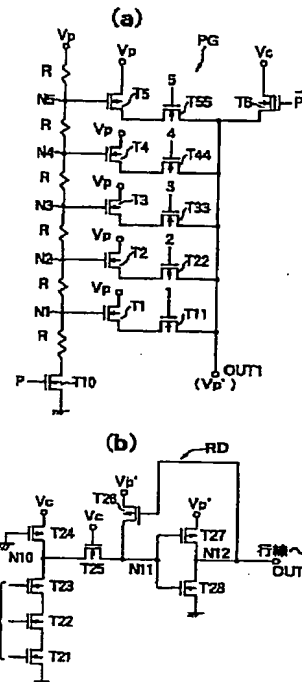 (a)
Vp
Vp
PG
Vc
R
5
N5
T5
T55
T6
P
R
Vp
4
N4
T4
T44
R
Vp
3
N3
T3
T33
R
Vp
2
N2
T2
T22
R
Vp
1
N1
T1
T11
R
OUT1
(Vp')
P
T10
(b)
RD
Vp'
T26
Vc
Vc
Vp'
T24
T27
N10
T25
N11
N12
行線へ
OUT
T23
T28
T22
T21